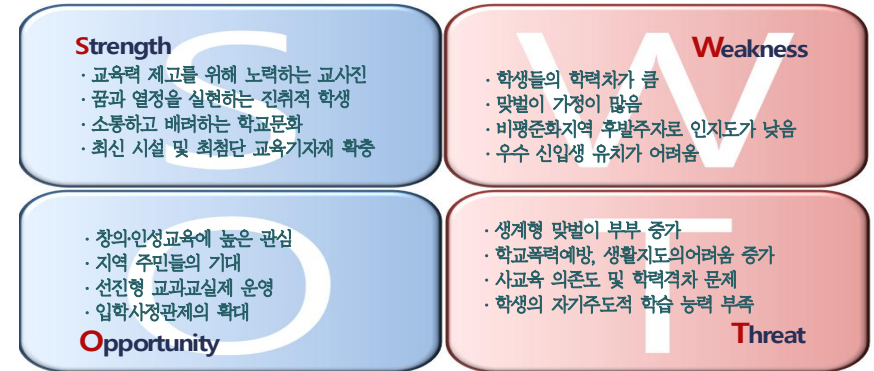 Strength
· 교육력 제고를 위해 노력하는 교사진
· 꿈과 열정을 실현하는 진취적 학생
· 소통하고 배려하는 학교문화
· 최신 시설 및 최첨단 교육기자재 확충
Weakness
· 학생들의 학력차가 큼
· 맞벌이 가정이 많음
· 비평준화지역 후발주자로 인지도가 낮음
· 우수 신입생 유치가 어려움
· 창의·인성교육에 높은 관심
· 지역 주민들의 기대
· 선진형 교과교실제 운영
· 입학사정관제의 확대
Opportunity
· 생계형 맞벌이 부부 증가
· 학교폭력예방, 생활지도의어려움 증가
· 사교육 의존도 및 학력격차 문제
· 학생의 자기주도적 학습 능력 부족
Threat
S
W
O
T